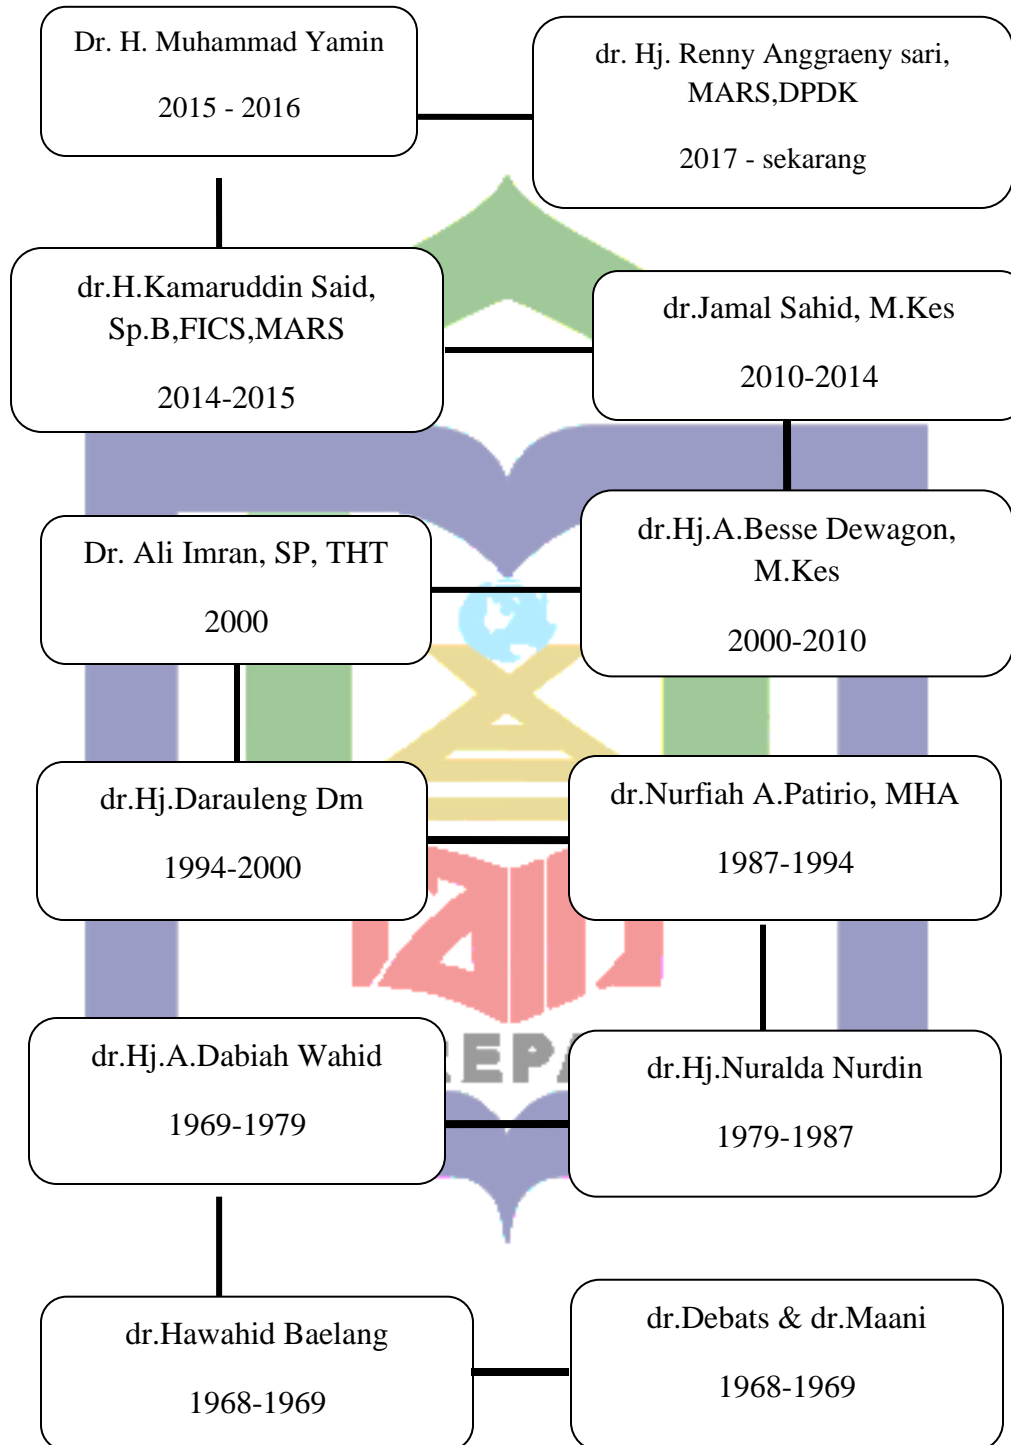 Dr. H. Muhammad Yamin
2015 - 2016
dr. Hj. Renny Anggraeny sari,
MARS,DPDK
2017 - sekarang
dr.H.Kamaruddin Said,
Sp.B,FICS,MARS
2014-2015
dr.Jamal Sahid, M.Kes
2010-2014
Dr. Ali Imran, SP, THT
2000
dr.Hj.A.Besse Dewagon,
M.Kes
2000-2010
dr.Hj.Darauleng Dm
1994-2000
dr.Nurfiah A.Patirio, MHA
1987-1994
dr.Hj.A.Dabiah Wahid
1969-1979
dr.Hj.Nuralda Nurdin
1979-1987
dr.Hawahid Baelang
1968-1969
dr.Debats & dr.Maani
1968-1969